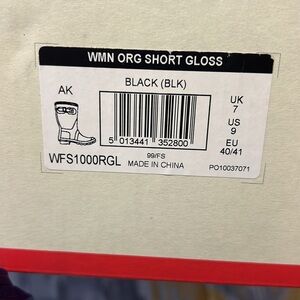 WMN ORG SHORT GLOSS
BLACK (BLK)
AK
UK
7
US
9
EU
40/41
5 013441 352800
WFS1000RGL
99/FS
MADE IN CHINA
PO10037071